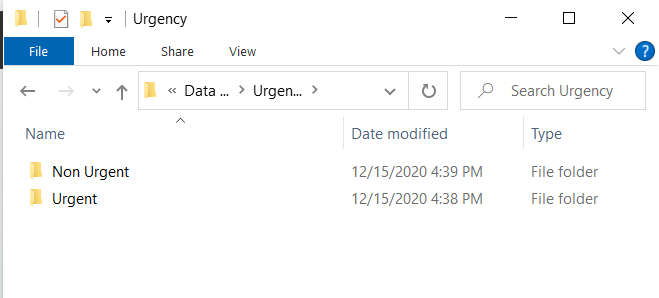 Urgency
File Home Share View ?
« Data ... > Urgen... > Search Urgency
Name Date modified Type
Non Urgent 12/15/2020 4:39 PM File folder
Urgent 12/15/2020 4:38 PM File folder